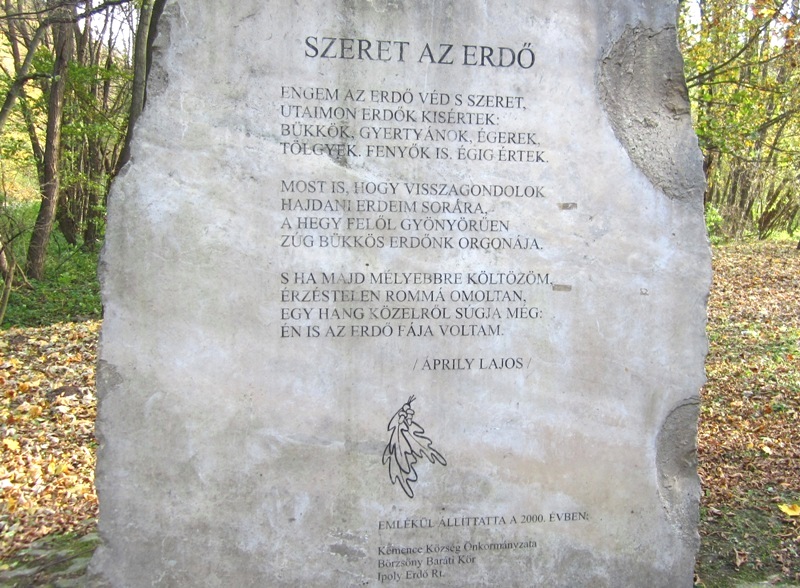 SZERET AZ ERDŐ
ENGEM AZ ERDŐ VÉD S SZERET,
UTAIMON ERDŐK KISÉRTEK:
BÜKKÖK, GYERTYÁNOK, ÉGEREK,
TÖLGYEK, FENYŐK IS, ÉGIG ÉRTEK.
MOST IS, HOGY VISSZAGONDOLOK
HAJDANI ERDEIM SORÁRA,
A HEGY FELŐL GYÖNYÖRŰEN
ZÚG BÜKKÖS ERDŐNK ORGONÁJA.
S HA MAJD MÉLYEBBRE KÖLTÖZÖM,
ÉRZÉSTELEN ROMMÁ OMOLTAN,
EGY HANG KÖZELRŐL SÚGJA MÉG:
ÉN IS AZ ERDŐ FÁJA VOLTAM.
/ ÁPRILY LAJOS /
EMLÉKÜL ÁLLITTATTA A 2000. ÉVBEN:
Kemence Község Önkormányzata
Börzsöny Baráti Kör
Ipoly Erdő Rt.